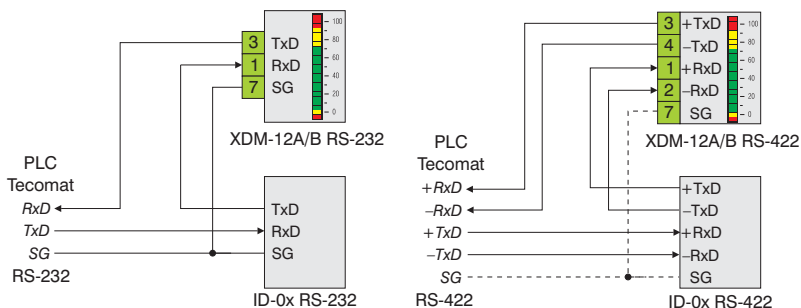 3 TxD
1 RxD
7 SG
100
80
60
40
20
0
XDM-12A/B RS-232
PLC
Tecomat
RxD
TxD
SG
RS-232
TxD
RxD
SG
ID-0x RS-232
3 +TxD
4 −TxD
1 +RxD
2 −RxD
7 SG
100
80
60
40
20
0
XDM-12A/B RS-422
PLC
Tecomat
+RxD
−RxD
+TxD
−TxD
SG
RS-422
+TxD
−TxD
+RxD
−RxD
SG
ID-0x RS-422